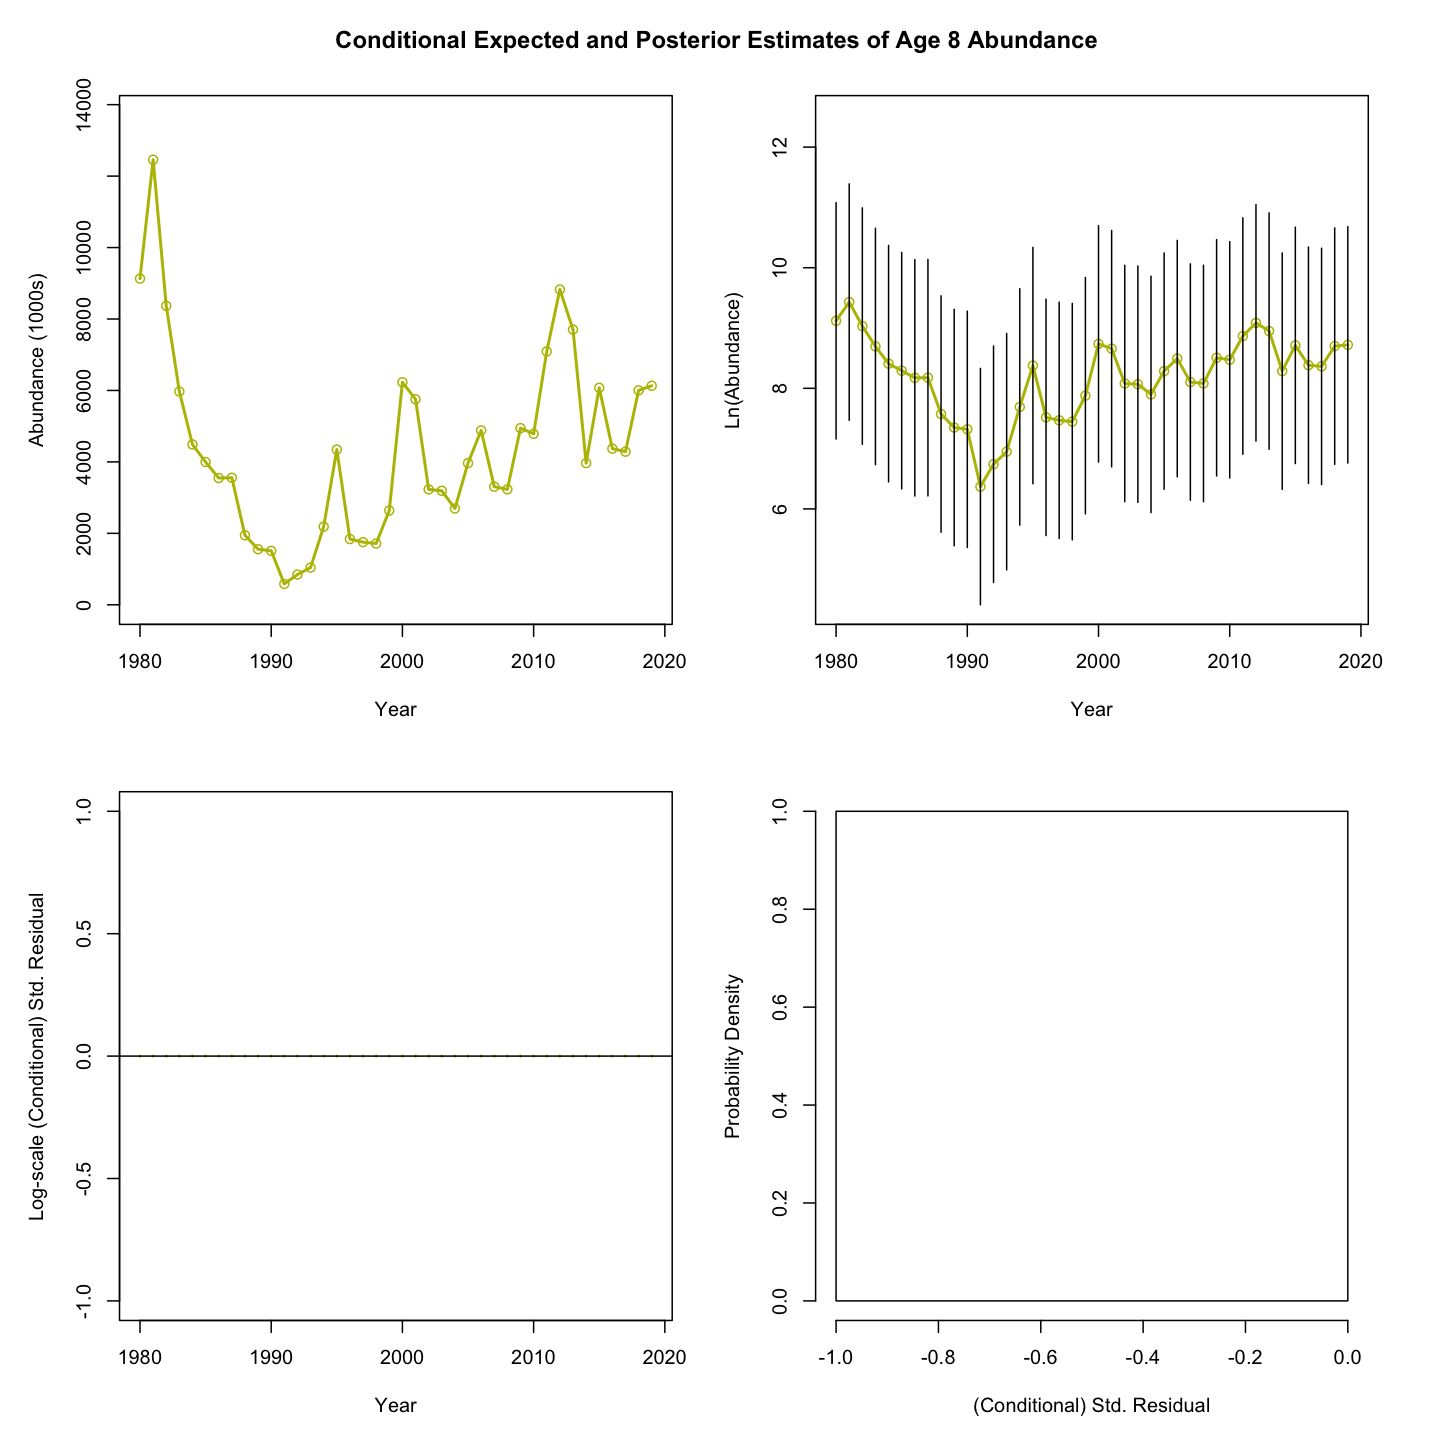 Conditional Expected and Posterior Estimates of Age 8 Abundance
Abundance (1000s)
14000
10000
8000
6000
4000
2000
0
1980 1990 2000 2010 2020
Year
Ln(Abundance)
12
10
8
6
1980 1990 2000 2010 2020
Year
Log-scale (Conditional) Std. Residual
1.0
0.5
0.0
-0.5
-1.0
1980 1990 2000 2010 2020
Year
Probability Density
1.0
0.8
0.6
0.4
0.2
0.0
-1.0 -0.8 -0.6 -0.4 -0.2 0.0
(Conditional) Std. Residual